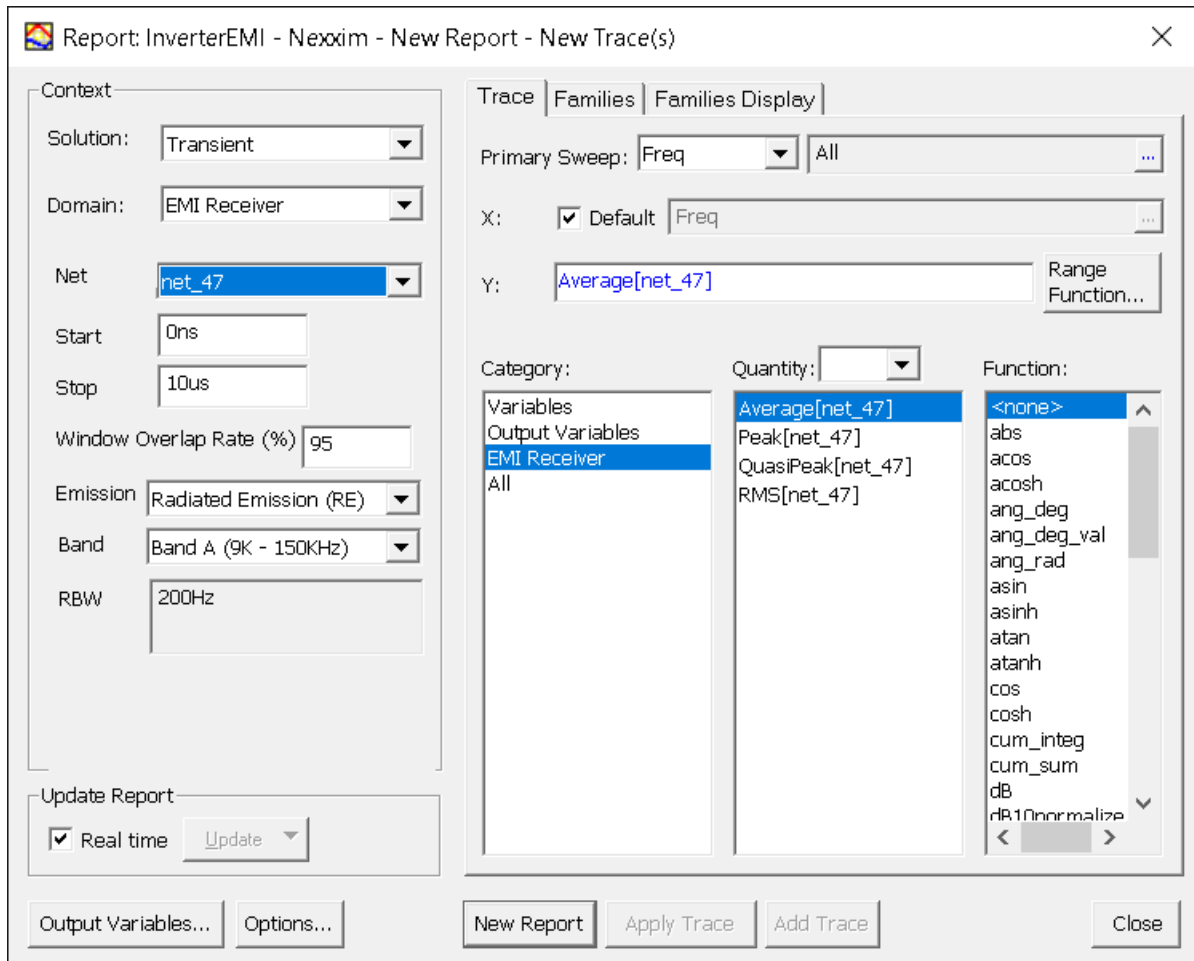 Report: InverterEMI - Nexxim - New Report - New Trace(s)
Context
Solution: Transient
Domain: EMI Receiver
Net net_47
Start 0ns
Stop 10us
Window Overlap Rate (%) 95
Emission Radiated Emission (RE)
Band Band A (9K - 150KHz)
RBW 200Hz
Update Report
Real time Update
Output Variables... Options...
Trace Families Families Display
Primary Sweep: Freq All ...
X: Default Freq ...
Y: Average[net_47] Range
Function...
Category:
Variables
Output Variables
EMI Receiver
All
Quantity:
Average[net_47]
Peak[net_47]
QuasiPeak[net_47]
RMS[net_47]
Function:
<none>
abs
acos
acosh
ang_deg
ang_deg_val
ang_rad
asin
asinh
atan
atanh
cos
cosh
cum_integ
cum_sum
dB
dB10normalize
New Report Apply Trace Add Trace Close